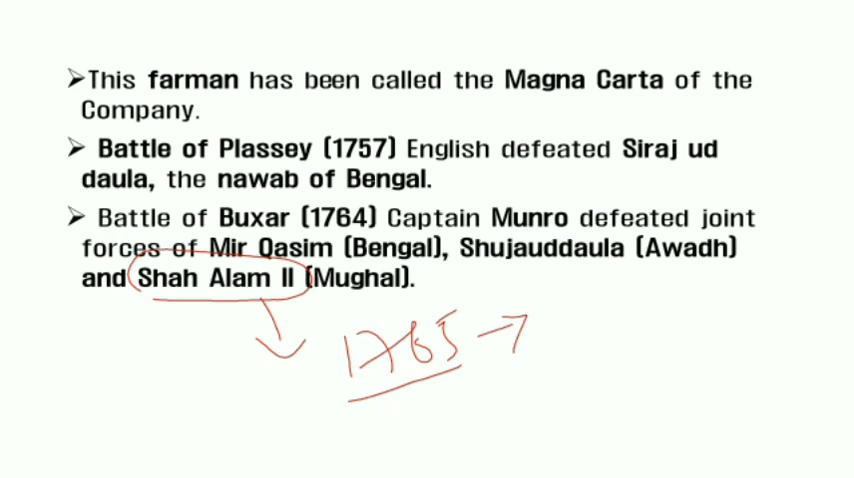 ➢This farman has been called the Magna Carta of the
Company.
➢ Battle of Plassey (1757) English defeated Siraj ud
daula, the nawab of Bengal.
➢ Battle of Buxar (1764) Captain Munro defeated joint
forces of Mir Qasim (Bengal), Shujauddaula (Awadh)
and Shah Alam II (Mughal).
1765 →